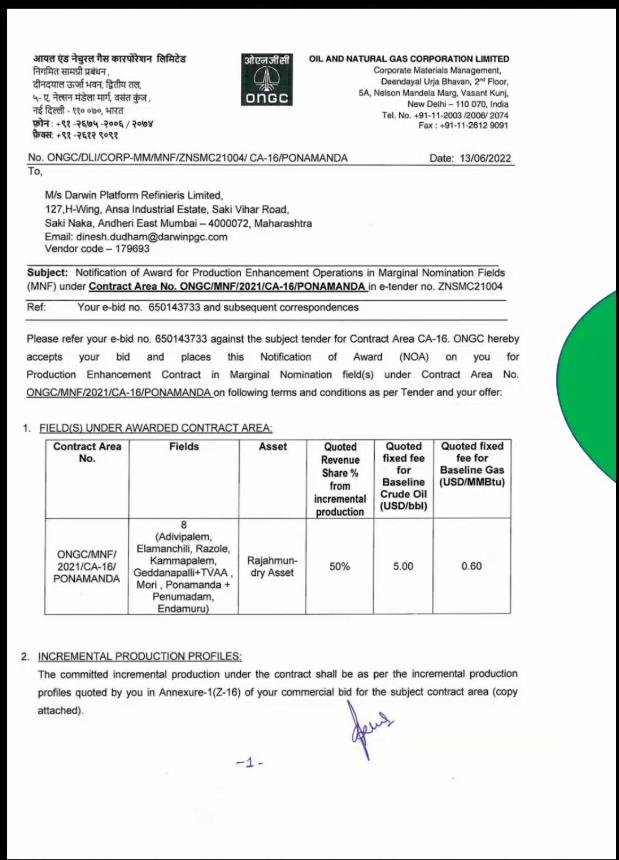 आयल एंड नेचुरल गैस कारपोरेशन लिमिटेड
निगमित सामग्री प्रबंधन ,
दीनदयाल ऊर्जा भवन, द्वितीय तल,
५- ए, नेल्सन मंडेला मार्ग, वसंत कुंज ,
नई दिल्ली - ११० ०७०, भारत
फ़ोन : +९१ -२६७५ -२००६ / २०७४
फ़ैक्स: +९१ -२६१२ ९०९१
ओएनजीसी
ONGC
OIL AND NATURAL GAS CORPORATION LIMITED
Corporate Materials Management,
Deendayal Urja Bhavan, 2nd Floor,
5A, Nelson Mandela Marg, Vasant Kunj,
New Delhi – 110 070, India
Tel. No. +91-11-2003 /2006/ 2074
Fax : +91-11-2612 9091
No. ONGC/DLI/CORP-MM/MNF/ZNSMC21004/ CA-16/PONAMANDA Date: 13/06/2022
To,
M/s Darwin Platform Refinieris Limited,
127,H-Wing, Ansa Industrial Estate, Saki Vihar Road,
Saki Naka, Andheri East Mumbai – 4000072, Maharashtra
Email: dinesh.dudham@darwinpgc.com
Vendor code – 179693
Subject: Notification of Award for Production Enhancement Operations in Marginal Nomination Fields
(MNF) under Contract Area No. ONGC/MNF/2021/CA-16/PONAMANDA in e-tender no. ZNSMC21004
Ref: Your e-bid no. 650143733 and subsequent correspondences
Please refer your e-bid no. 650143733 against the subject tender for Contract Area CA-16. ONGC hereby
accepts your bid and places this Notification of Award (NOA) on you for
Production Enhancement Contract in Marginal Nomination field(s) under Contract Area No.
ONGC/MNF/2021/CA-16/PONAMANDA on following terms and conditions as per Tender and your offer:
1. FIELD(S) UNDER AWARDED CONTRACT AREA:
Contract Area
No.
Fields
Asset
Quoted
Revenue
Share %
from
incremental
production
Quoted
fixed fee
for
Baseline
Crude Oil
(USD/bbl)
Quoted fixed
fee for
Baseline Gas
(USD/MMBtu)
ONGC/MNF/
2021/CA-16/
PONAMANDA
8
(Adivipalem,
Elamanchili, Razole,
Kammapalem,
Geddanapalli+TVAA ,
Mori , Ponamanda +
Penumadam,
Endamuru)
Rajahmun-
dry Asset
50%
5.00
0.60
2. INCREMENTAL PRODUCTION PROFILES:
The committed incremental production under the contract shall be as per the incremental production
profiles quoted by you in Annexure-1(Z-16) of your commercial bid for the subject contract area (copy
attached).
-1-